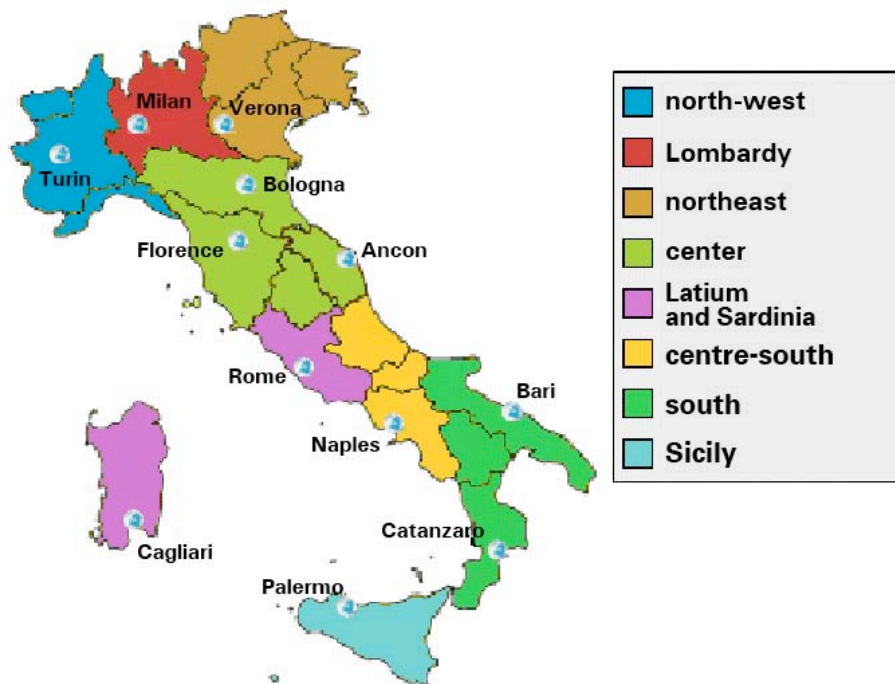 Milan
Verona
Turin
Bologna
Florence
Ancon
Rome
Naples
Bari
Cagliari
Catanzaro
Palermo
north-west
Lombardy
northeast
center
Latium
and Sardinia
centre-south
south
Sicily